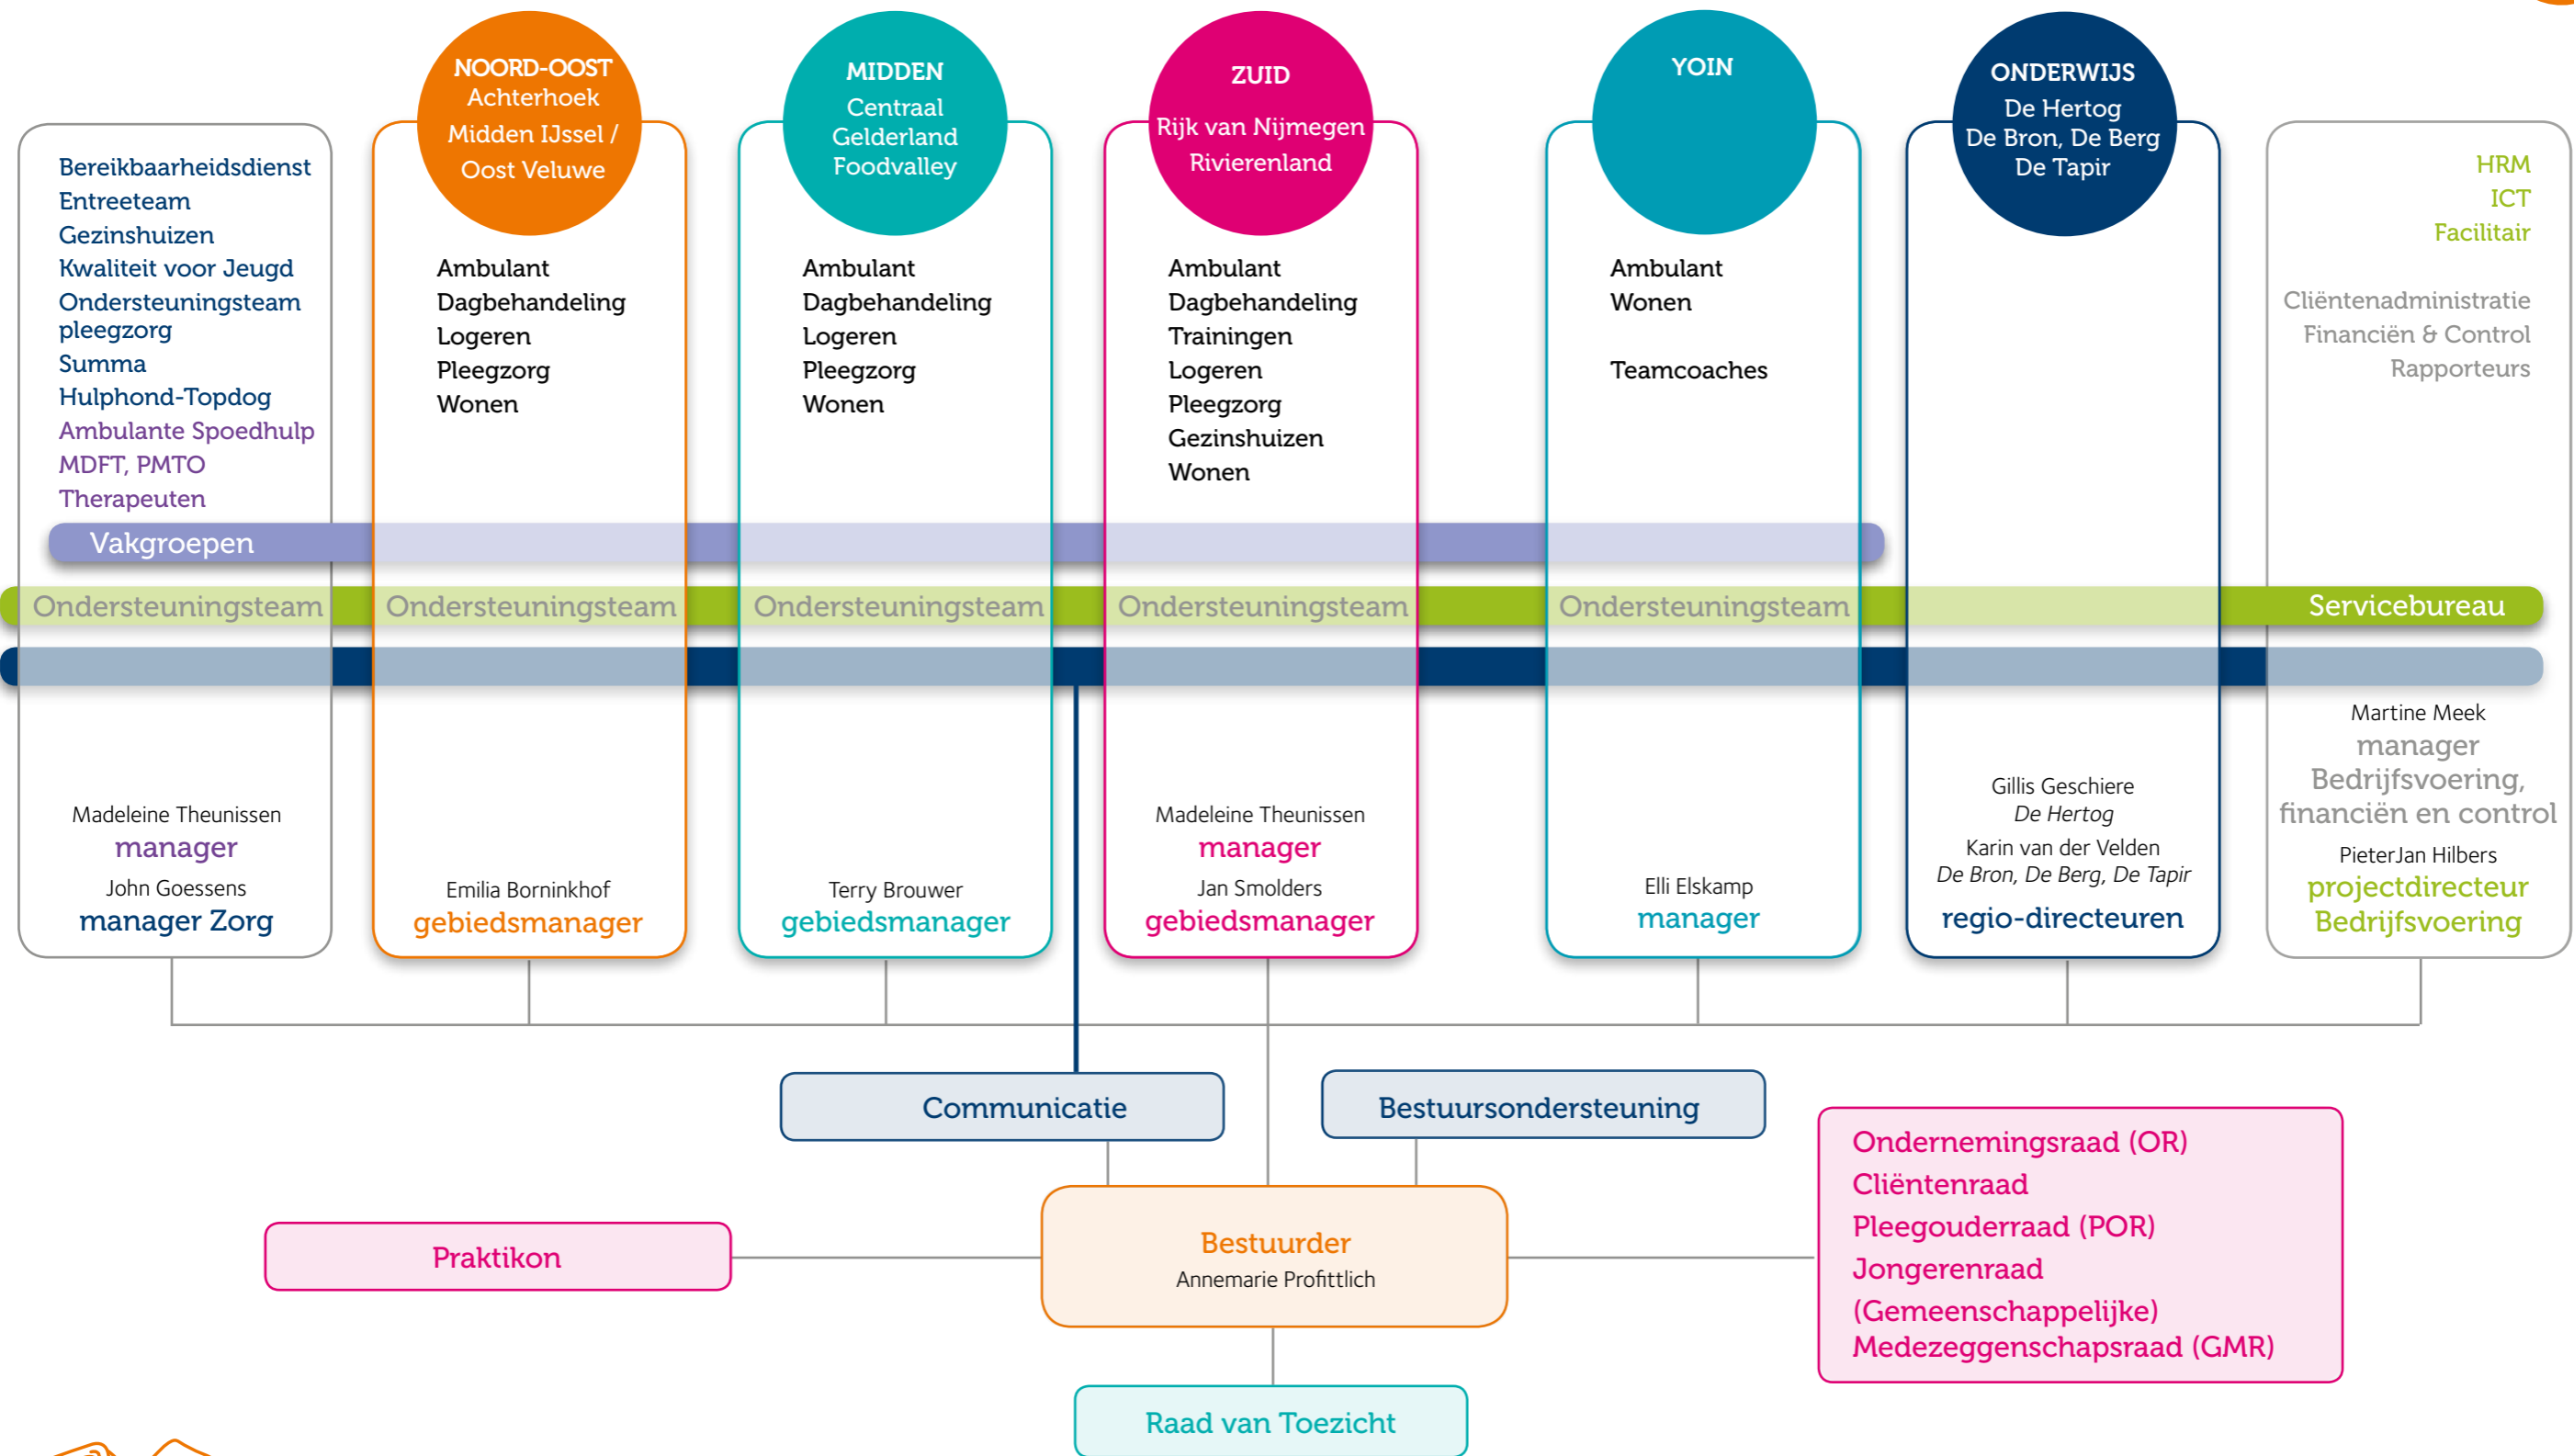 Bereikbaarheidsdienst
Entreeteam
Gezinshuizen
Kwaliteit voor Jeugd
Ondersteuningsteam
pleegzorg
Summa
Hulphond-Topdog
Ambulante Spoedhulp
MDFT, PMTO
Therapeuten
NOORD-OOST
Achterhoek
Midden IJssel /
Oost Veluwe
Ambulant
Dagbehandeling
Logeren
Pleegzorg
Wonen
MIDDEN
Centraal
Gelderland
Foodvalley
Ambulant
Dagbehandeling
Logeren
Pleegzorg
Wonen
ZUID
Rijk van Nijmegen
Rivierenland
Ambulant
Dagbehandeling
Trainingen
Logeren
Pleegzorg
Gezinshuizen
Wonen
YOIN
Ambulant
Wonen
Teamcoaches
ONDERWIJS
De Hertog
De Bron, De Berg
De Tapir
HRM
ICT
Facilitair
Cliëntenadministratie
Financiën & Control
Rapporteurs
Vakgroepen
Ondersteuningsteam
Ondersteuningsteam
Ondersteuningsteam
Ondersteuningsteam
Ondersteuningsteam
Servicebureau
Madeleine Theunissen
manager
John Goessens
manager Zorg
Emilia Borninkhof
gebiedsmanager
Terry Brouwer
gebiedsmanager
Madeleine Theunissen
manager
Jan Smolders
gebiedsmanager
Elli Elskamp
manager
Gillis Geschiere
De Hertog
Karin van der Velden
De Bron, De Berg, De Tapir
regio-directeuren
Martine Meek
manager
Bedrijfsvoering,
financiën en control
PieterJan Hilbers
projectdirecteur
Bedrijfsvoering
Communicatie
Bestuursondersteuning
Praktikon
Bestuurder
Annemarie Profittlich
Ondernemingsraad (OR)
Cliëntenraad
Pleegouderraad (POR)
Jongerenraad
(Gemeenschappelijke)
Medezeggenschapsraad (GMR)
Raad van Toezicht